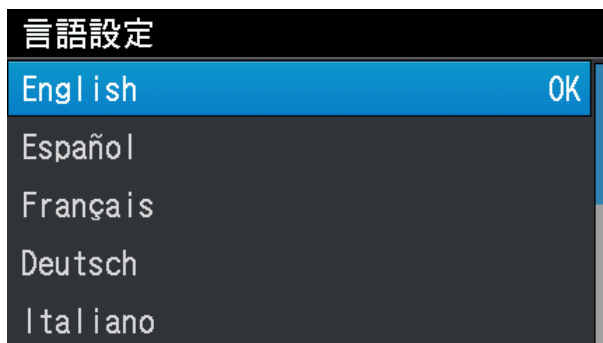 言語設定
English OK
Español
Français
Deutsch
Italiano